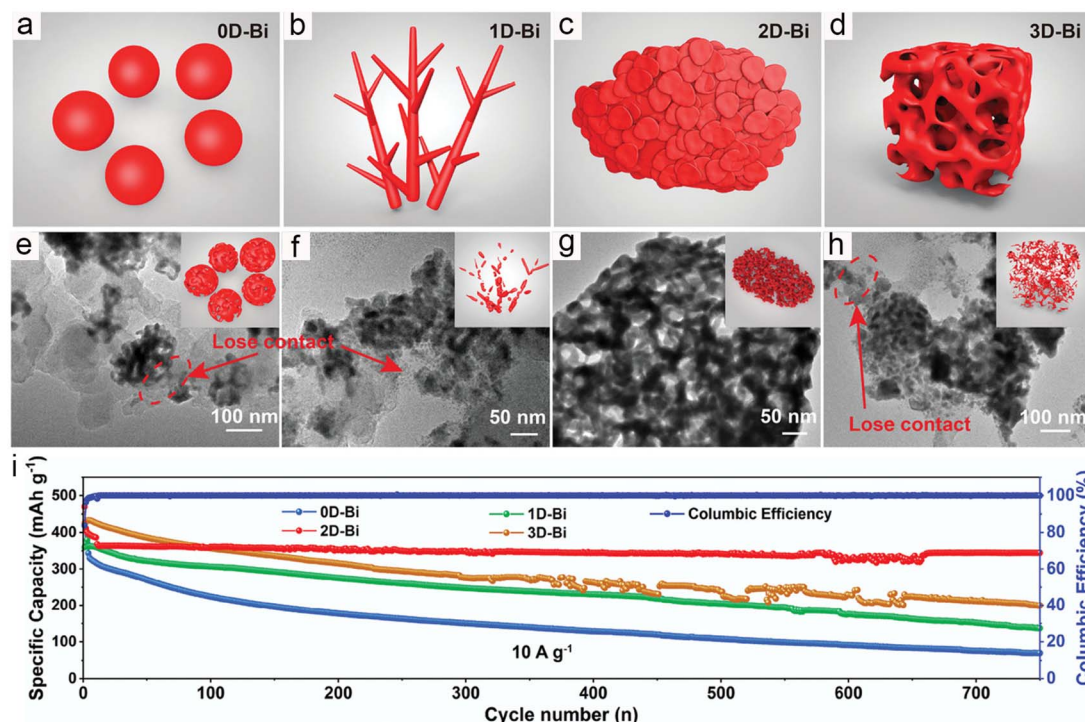 a
0D-Bi
b
1D-Bi
c
2D-Bi
d
3D-Bi
e
Lose contact
100 nm
f
50 nm
g
50 nm
h
Lose contact
100 nm
i
Specific Capacity (mAh g⁻¹)
500
400
300
200
100
0
0D-Bi
1D-Bi
Columbic Efficiency
2D-Bi
3D-Bi
10 A g⁻¹
100
80
60
40
20
0
Columbic Efficiency (%)
0
100
200
300
400
500
600
700
Cycle number (n)